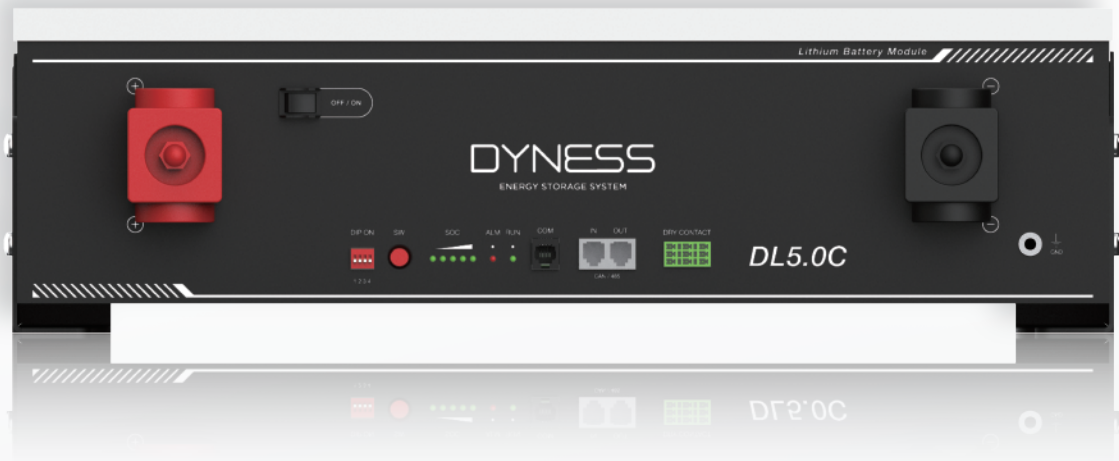 Lithium Battery Module
OFF / ON
DYNESS
ENERGY STORAGE SYSTEM
DIP ON
SW
SOC
ALM
RUN
COM
IN
OUT
DRY CONTACT
1 2 3 4
CAN / 485
DL5.0C
GND